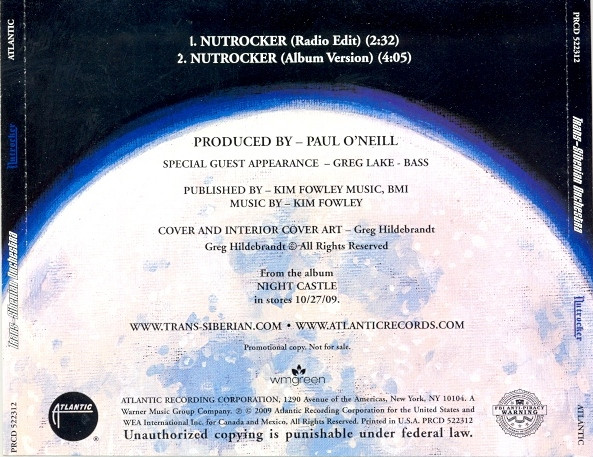 1. NUTROCKER (Radio Edit) (2:32)
2. NUTROCKER (Album Version) (4:05)
PRODUCED BY – PAUL O'NEILL
SPECIAL GUEST APPEARANCE – GREG LAKE - BASS
PUBLISHED BY – KIM FOWLEY MUSIC, BMI
MUSIC BY – KIM FOWLEY
COVER AND INTERIOR COVER ART – Greg Hildebrandt
Greg Hildebrandt © All Rights Reserved
From the album
NIGHT CASTLE
in stores 10/27/09.
WWW.TRANS-SIBERIAN.COM • WWW.ATLANTICRECORDS.COM
Promotional copy. Not for sale.
wmgreen
ATLANTIC RECORDING CORPORATION, 1290 Avenue of the Americas, New York, NY 10104. A
Warner Music Group Company. ℗ © 2009 Atlantic Recording Corporation for the United States and
WEA International Inc. for Canada and Mexico. All Rights Reserved. Printed in U.S.A. PRCD 522312
Unauthorized copying is punishable under federal law.
ATLANTIC
®
FBI ANTI-PIRACY
WARNING
ATLANTIC
Nutrocker
Trans-Siberian Orchestra
PRCD 522312
PRCD 522312
Trans-Siberian Orchestra
Nutrocker
ATLANTIC